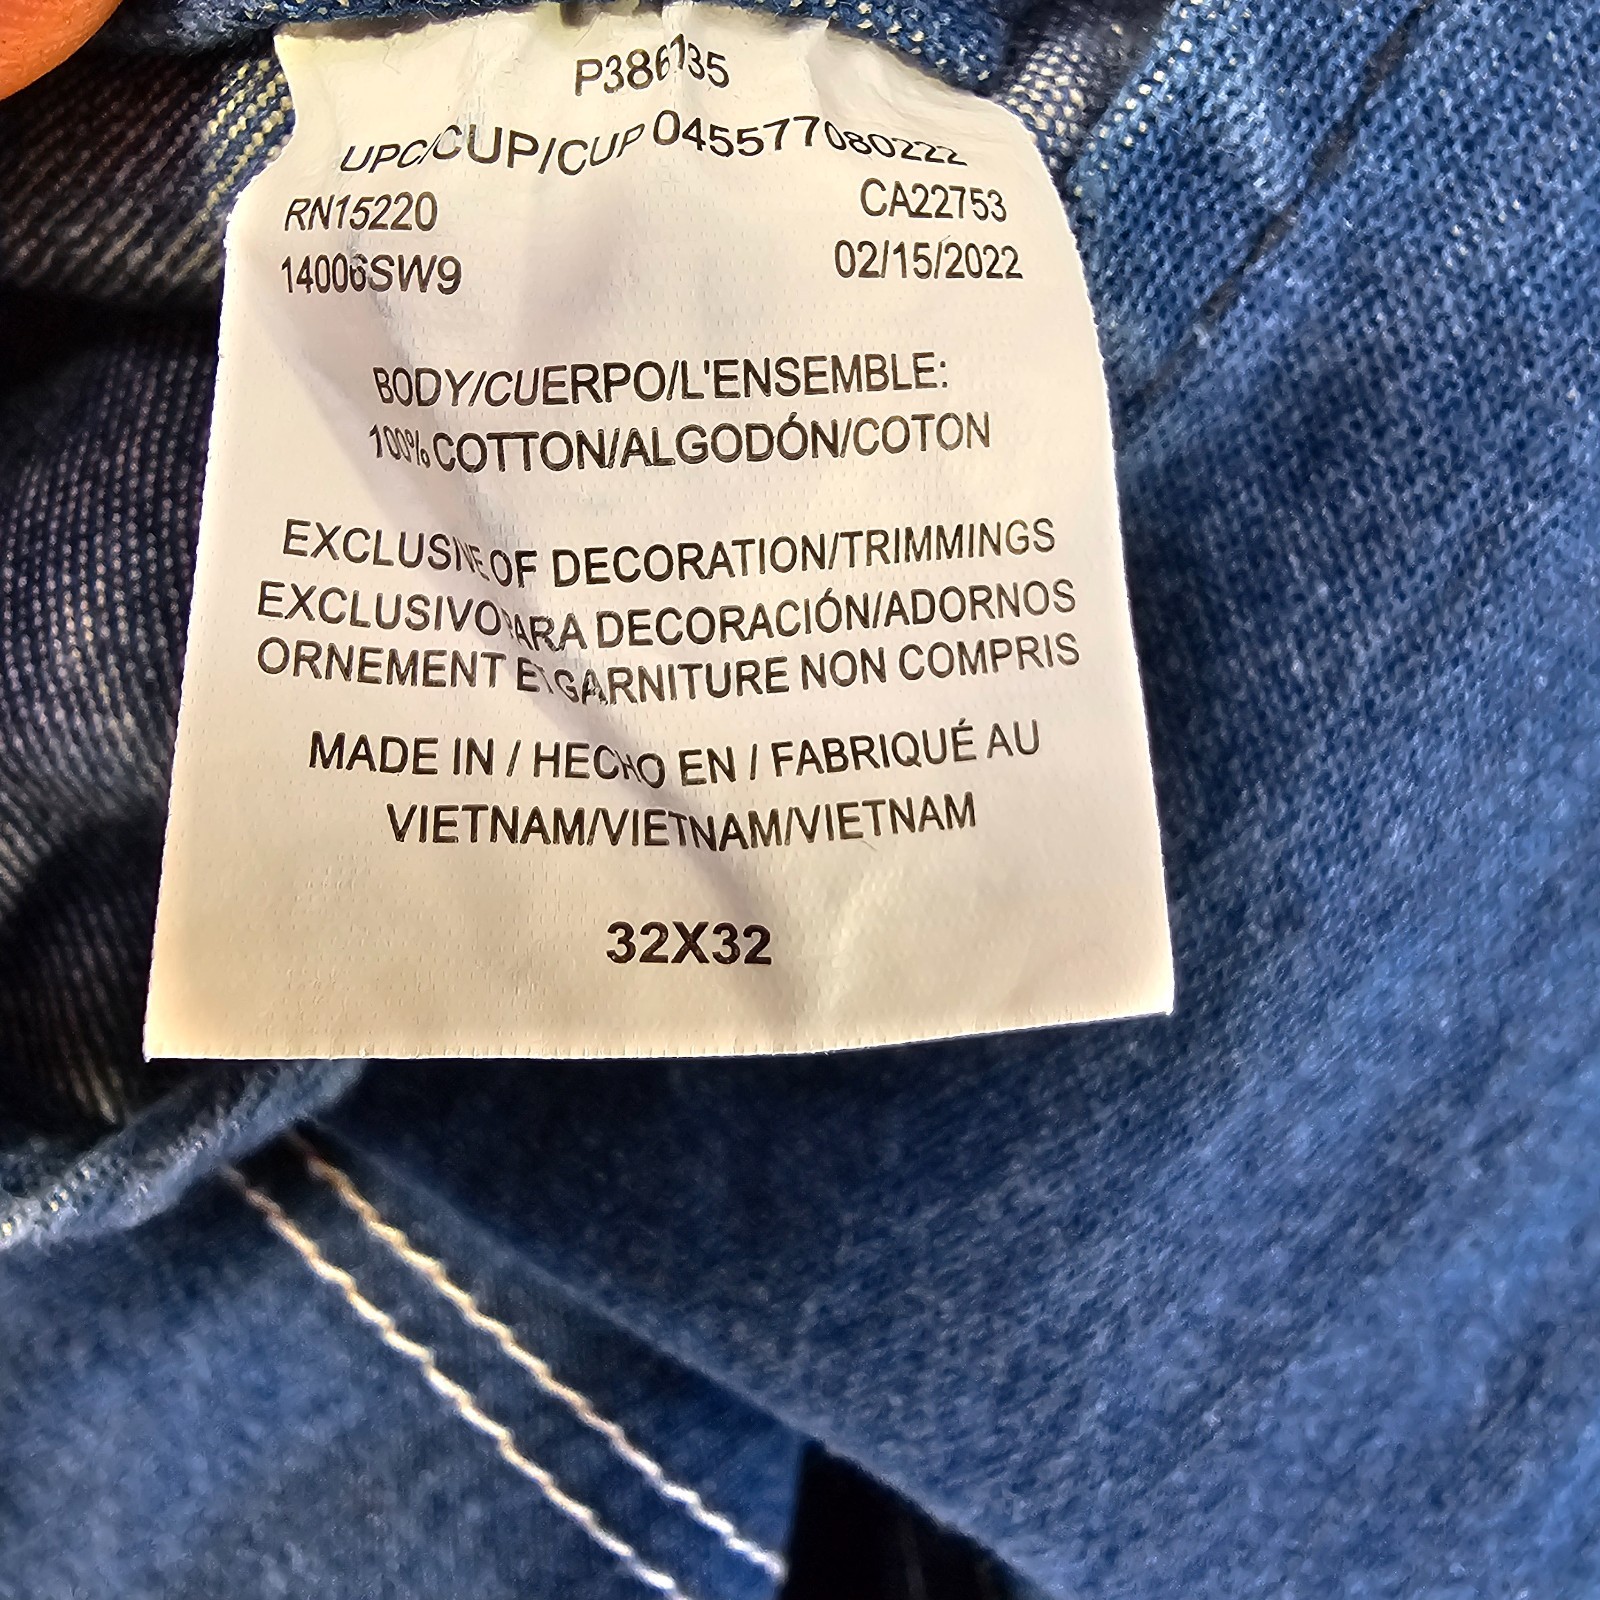 P386135
UPC/CUP/CUP 045577080222
RN15220 CA22753
14006SW9 02/15/2022
BODY/CUERPO/L'ENSEMBLE:
100% COTTON/ALGODÓN/COTON
EXCLUSIVE OF DECORATION/TRIMMINGS
EXCLUSIVO PARA DECORACIÓN/ADORNOS
ORNEMENT ET GARNITURE NON COMPRIS
MADE IN / HECHO EN / FABRIQUÉ AU
VIETNAM/VIETNAM/VIETNAM
32X32